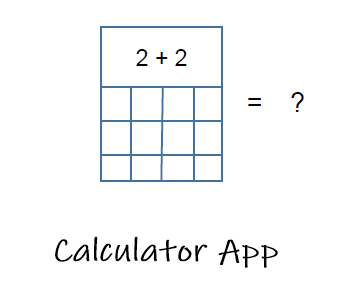 2 + 2
= ?
Calculator App